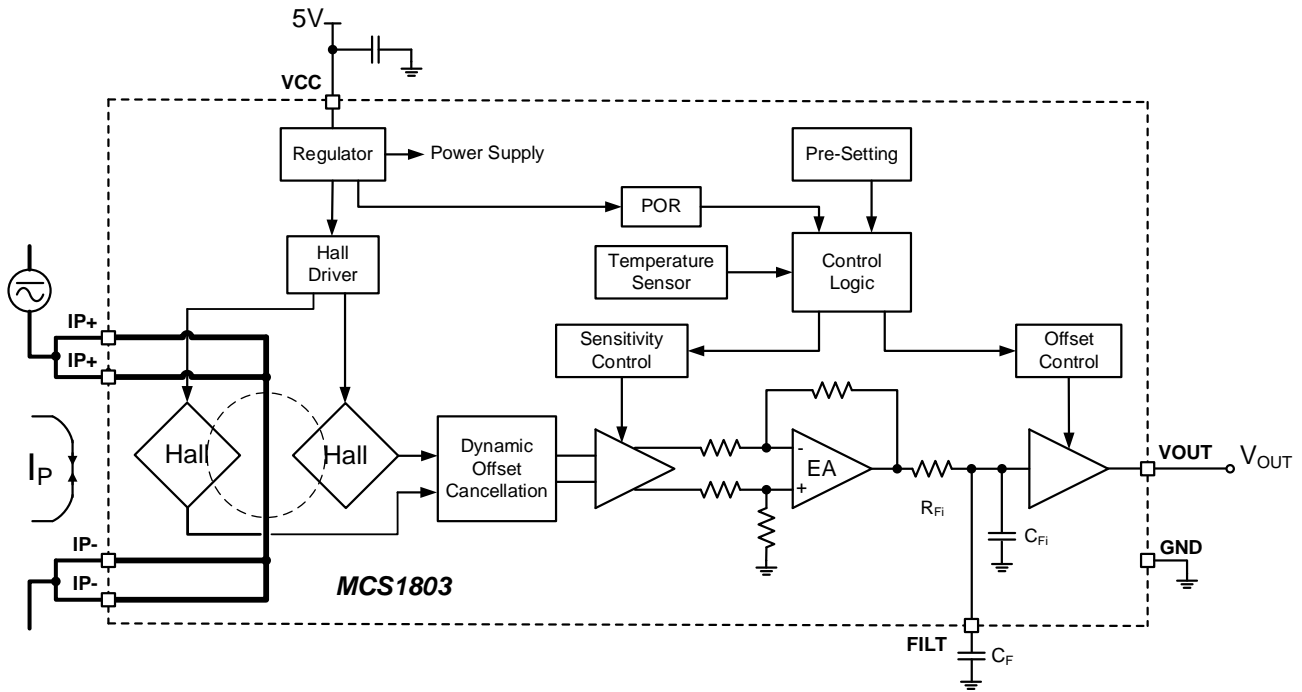 5V
VCC
Regulator
Power Supply
Pre-Setting
POR
Hall
Driver
Temperature
Sensor
Control
Logic
IP+
IP+
Sensitivity
Control
Offset
Control
Hall
Hall
Dynamic
Offset
Cancellation
-
EA
+
VOUT
VOUT
IP
RFi
CFi
IP-
IP-
GND
MCS1803
FILT
CF